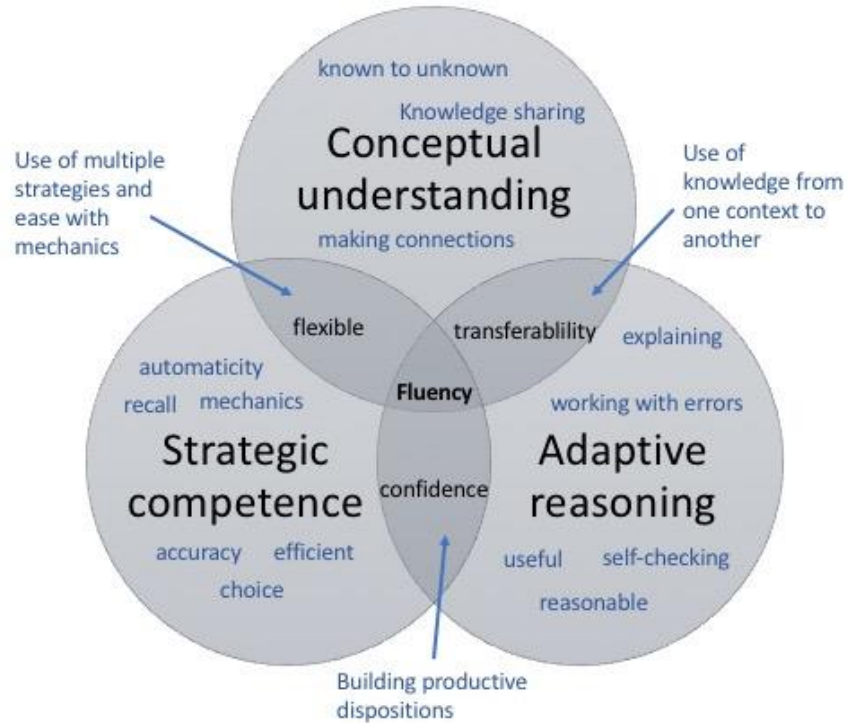 known to unknown
Knowledge sharing
Conceptual
understanding
making connections
Use of multiple
strategies and
ease with
mechanics
Use of
knowledge from
one context to
another
flexible
transferablility
Fluency
confidence
automaticity
recall
mechanics
Strategic
competence
accuracy
efficient
choice
explaining
working with errors
Adaptive
reasoning
useful
self-checking
reasonable
Building productive
dispositions